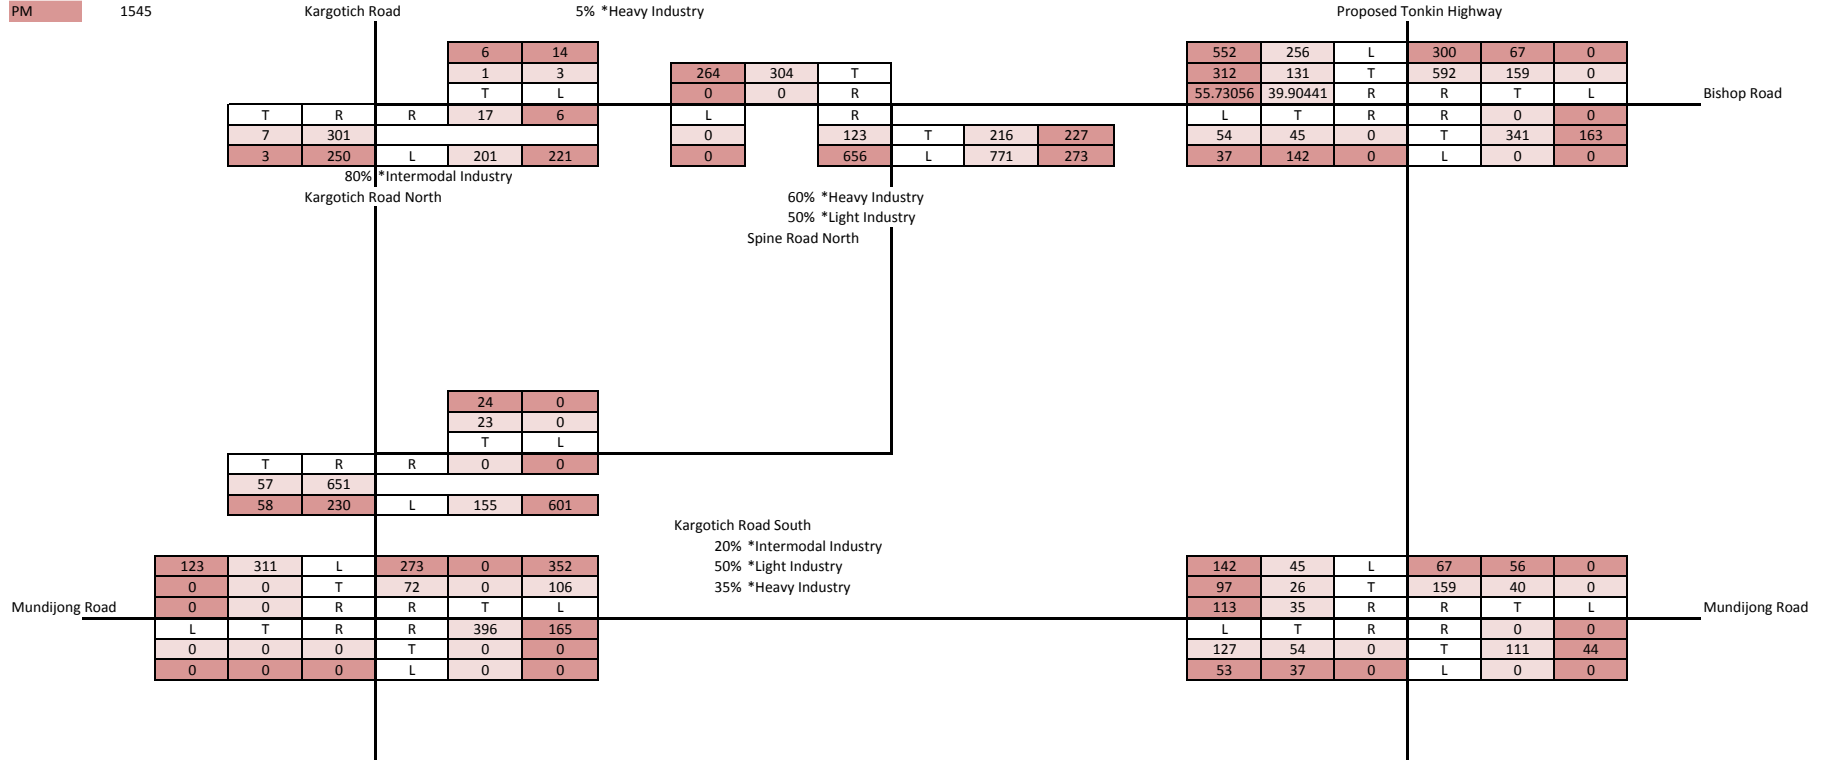 PM 1545 Kargotich Road 5% *Heavy Industry Proposed Tonkin Highway
6 14 552 256 L 300 67 0
1 3 264 304 T 312 131 T 592 159 0
T L 0 0 R 55.73056 39.90441 R R T L Bishop Road
T R R 17 6 L R L T R R 0 0
7 301 0 123 T 216 227 54 45 0 T 341 163
3 250 L 201 221 0 656 L 771 273 37 142 0 L 0 0
80% *Intermodal Industry
Kargotich Road North 60% *Heavy Industry
50% *Light Industry
Spine Road North
24 0
23 0
T L
T R R 0 0
57 651
58 230 L 155 601
Kargotich Road South
20% *Intermodal Industry
123 311 L 273 0 352 50% *Light Industry 142 45 L 67 56 0
0 0 T 72 0 106 35% *Heavy Industry 97 26 T 159 40 0
Mundijong Road 0 0 R R T L 113 35 R R T L Mundijong Road
L T R R 396 165 L T R R 0 0
0 0 0 T 0 0 127 54 0 T 111 44
0 0 0 L 0 0 53 37 0 L 0 0